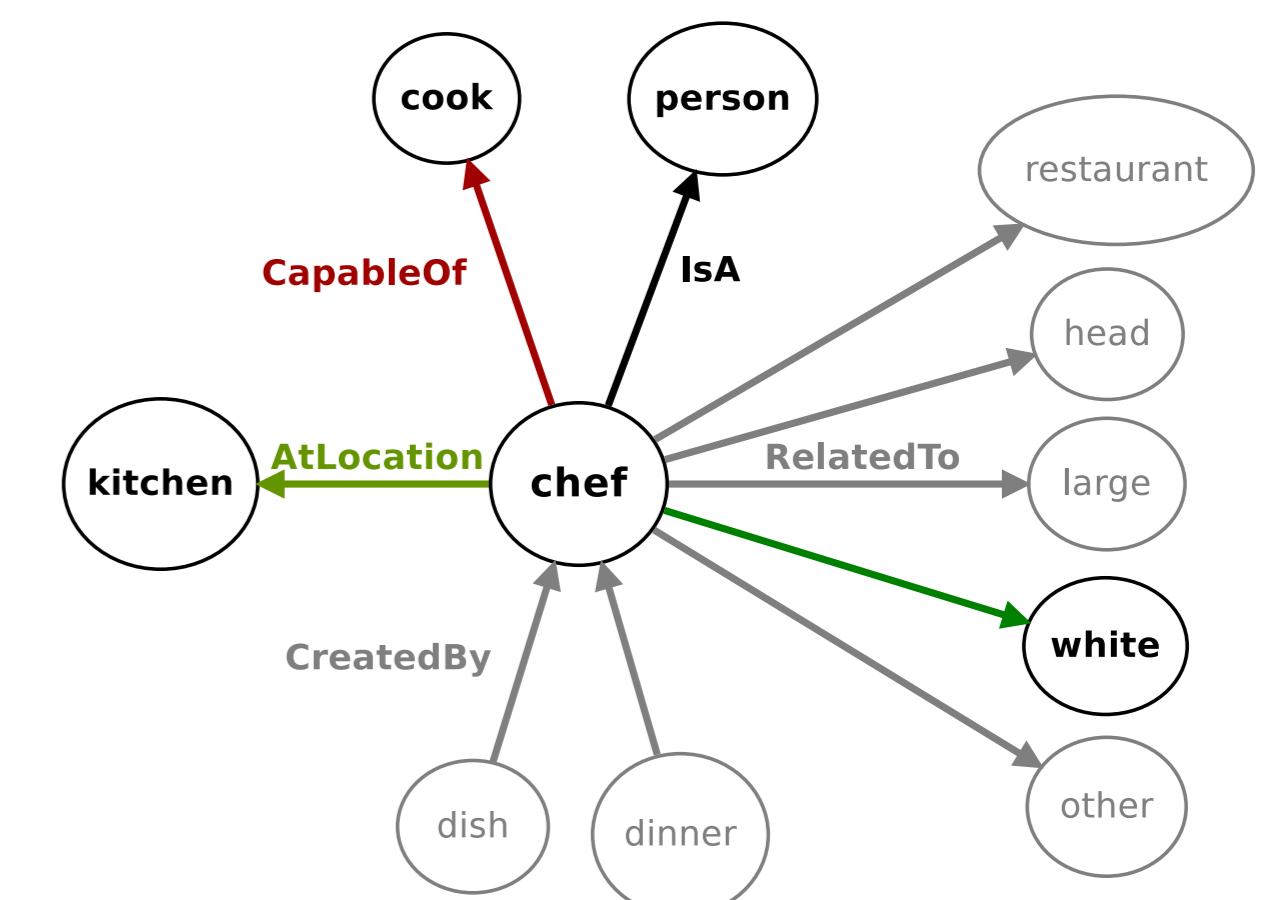 cook
person
restaurant
CapableOf
IsA
head
kitchen
AtLocation
chef
RelatedTo
large
white
CreatedBy
dish
dinner
other